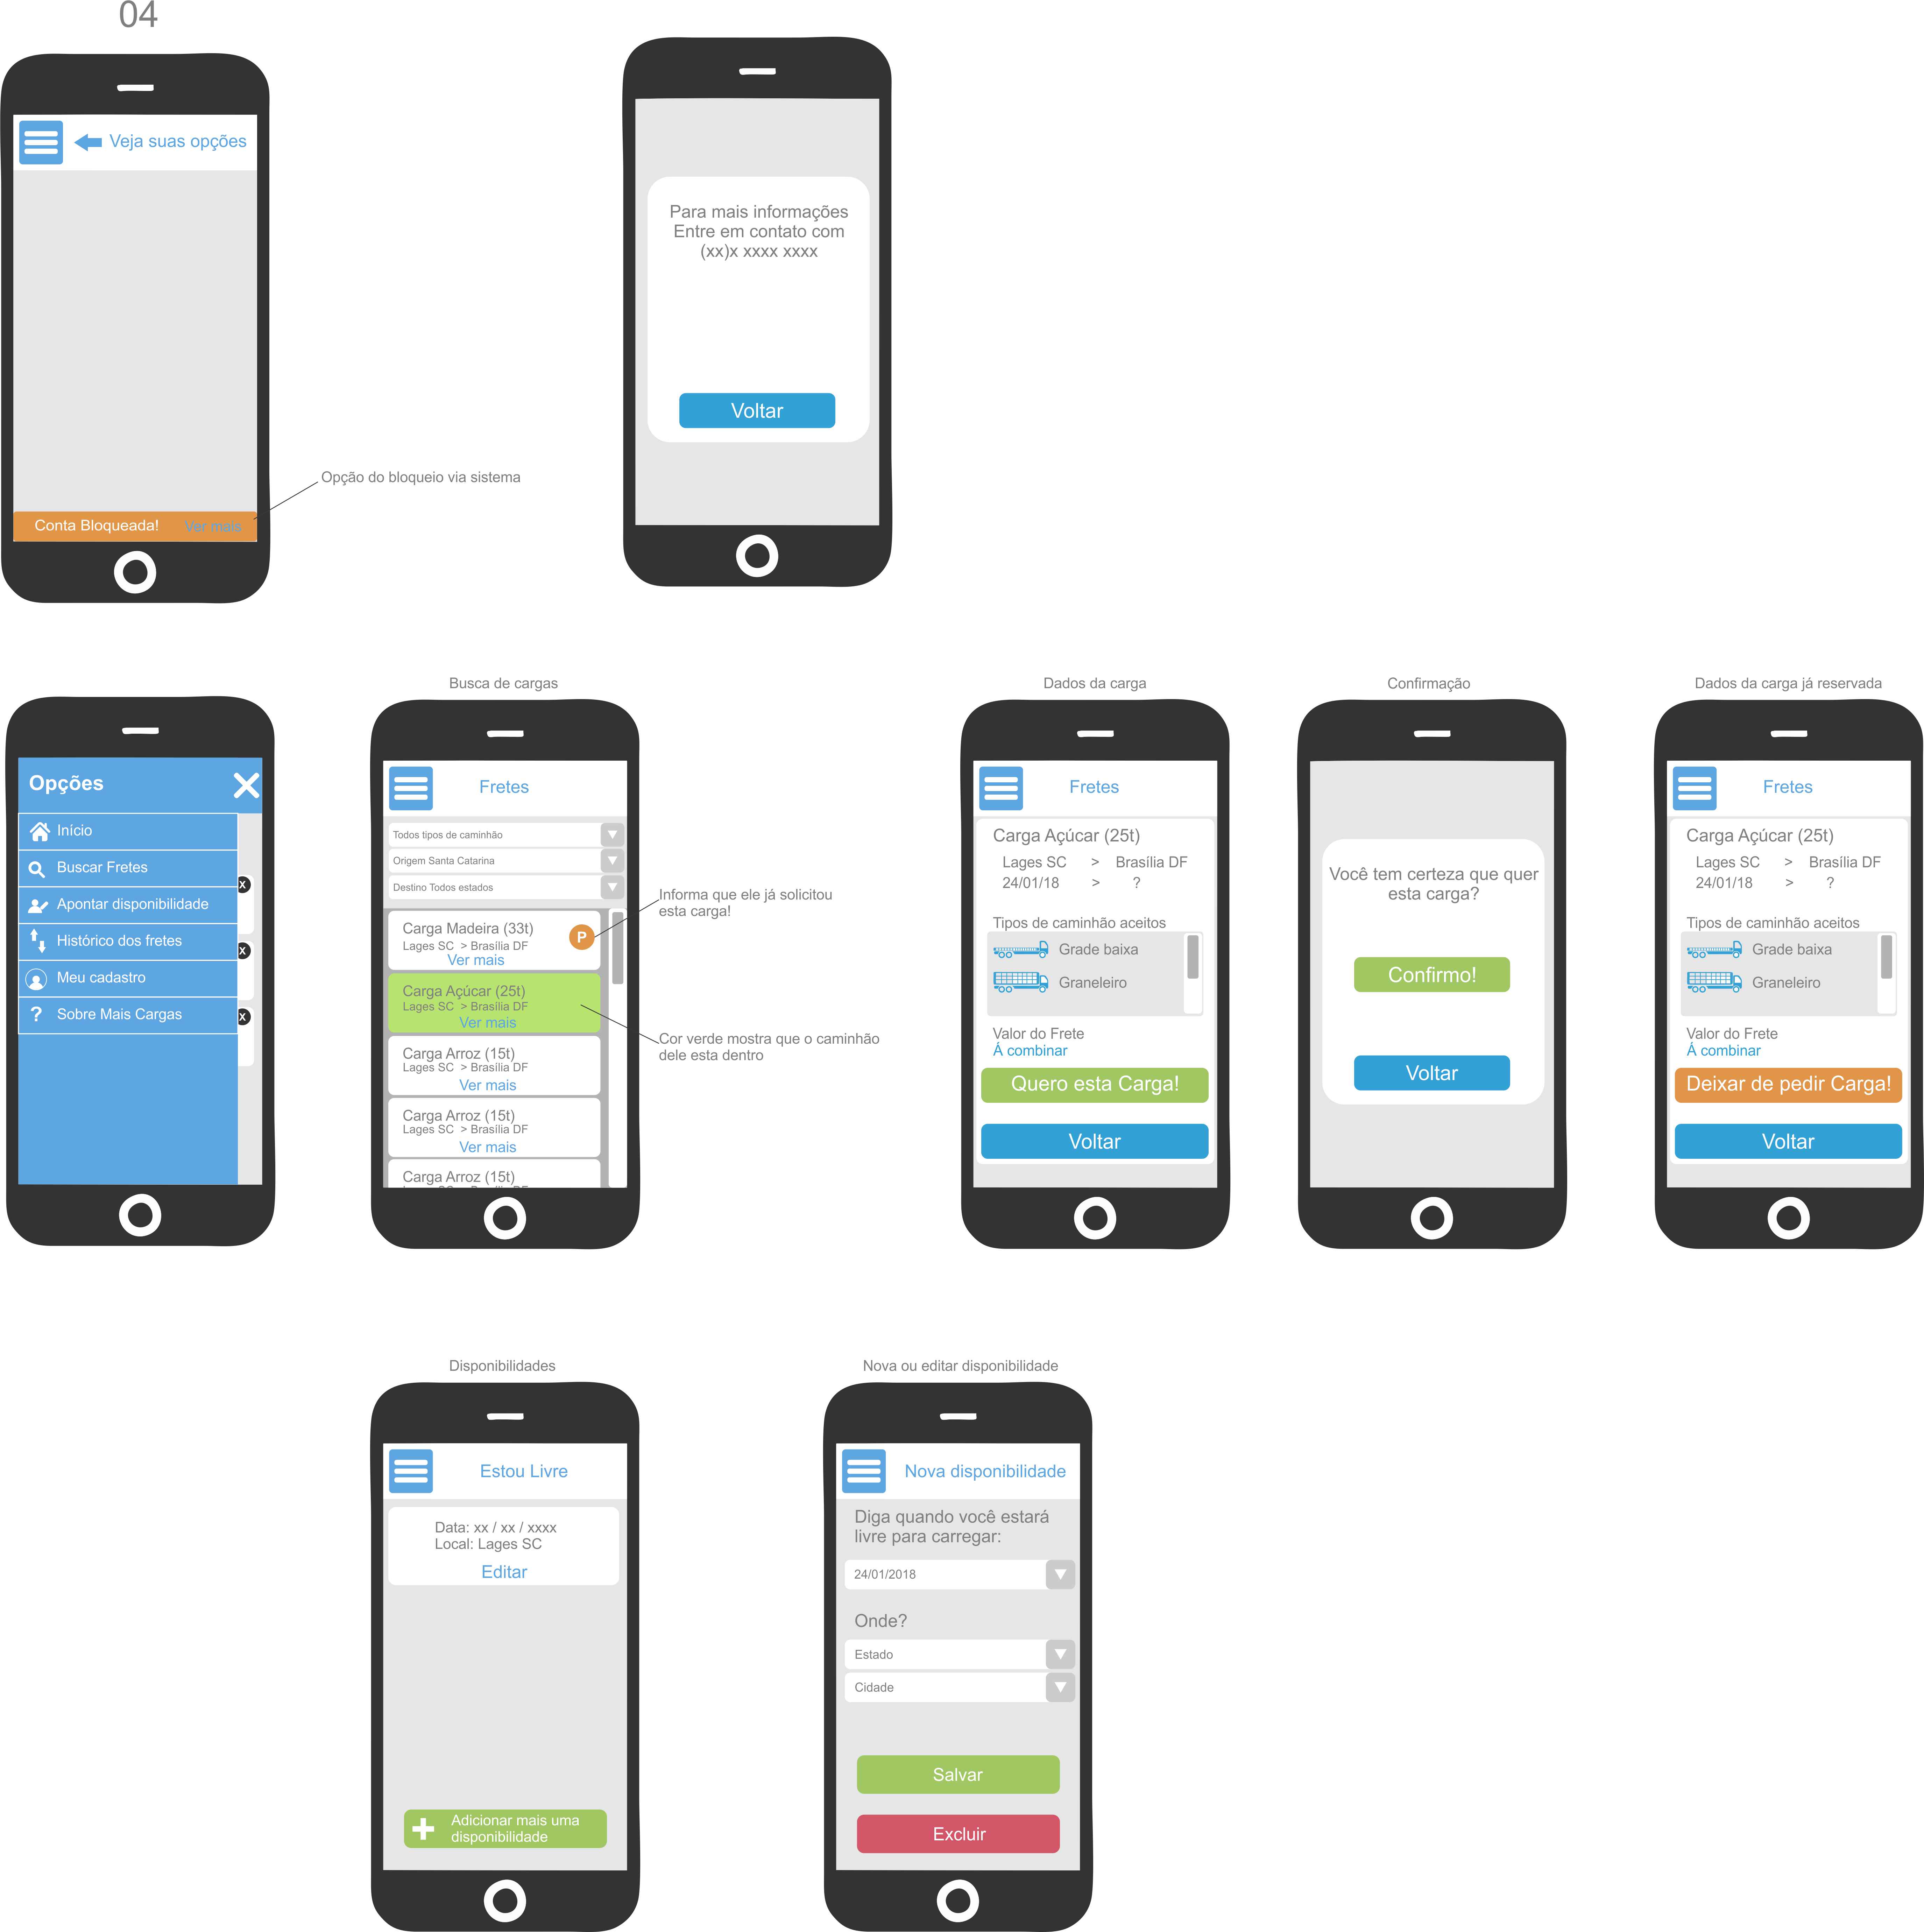 04
Veja suas opções
Conta Bloqueada!
Ver mais
Opção do bloqueio via sistema
Para mais informações
Entre em contato com
(xx)x xxxx xxxx
Voltar
Opções
Início
Buscar Fretes
Apontar disponibilidade
Histórico dos fretes
Meu cadastro
? Sobre Mais Cargas
X
X
X
Busca de cargas
Fretes
Todos tipos de caminhão
Origem Santa Catarina
Destino Todos estados
Carga Madeira (33t)
Lages SC > Brasília DF
Ver mais
P
Carga Açúcar (25t)
Lages SC > Brasília DF
Ver mais
Carga Arroz (15t)
Lages SC > Brasília DF
Ver mais
Carga Arroz (15t)
Lages SC > Brasília DF
Ver mais
Carga Arroz (15t)
Informa que ele já solicitou
esta carga!
Cor verde mostra que o caminhão
dele esta dentro
Dados da carga
Fretes
Carga Açúcar (25t)
Lages SC > Brasília DF
24/01/18 > ?
Tipos de caminhão aceitos
Grade baixa
Graneleiro
Valor do Frete
Á combinar
Quero esta Carga!
Voltar
Confirmação
Você tem certeza que quer
esta carga?
Confirmo!
Voltar
Dados da carga já reservada
Fretes
Carga Açúcar (25t)
Lages SC > Brasília DF
24/01/18 > ?
Tipos de caminhão aceitos
Grade baixa
Graneleiro
Valor do Frete
Á combinar
Deixar de pedir Carga!
Voltar
Disponibilidades
Estou Livre
Data: xx / xx / xxxx
Local: Lages SC
Editar
Adicionar mais uma
disponibilidade
Nova ou editar disponibilidade
Nova disponibilidade
Diga quando você estará
livre para carregar:
24/01/2018
Onde?
Estado
Cidade
Salvar
Excluir